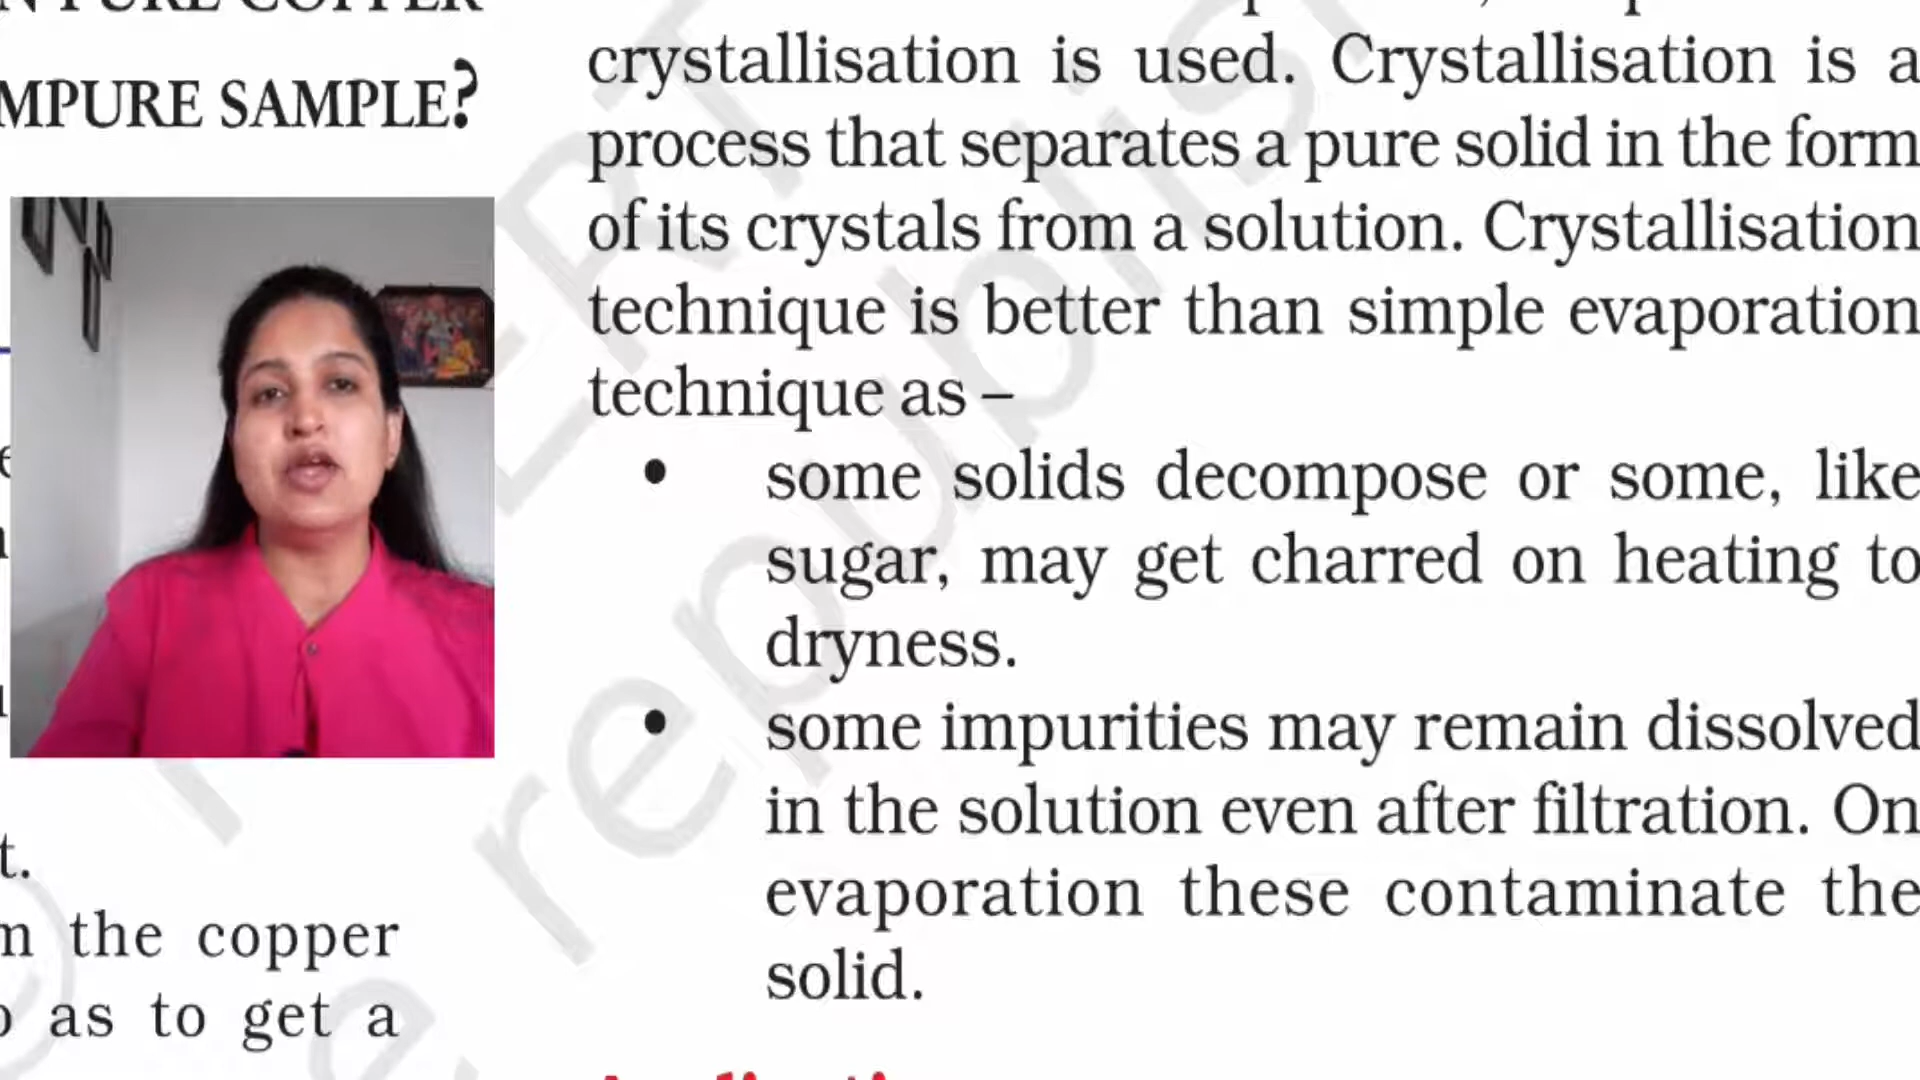 PURE COPPER
SAMPLE?
t.
the copper
as to get a
crystallisation is used. Crystallisation is a
process that separates a pure solid in the form
of its crystals from a solution. Crystallisation
technique is better than simple evaporation
technique as –
• some solids decompose or some, like
sugar, may get charred on heating to
dryness.
• some impurities may remain dissolved
in the solution even after filtration. On
evaporation these contaminate the
solid.
republis